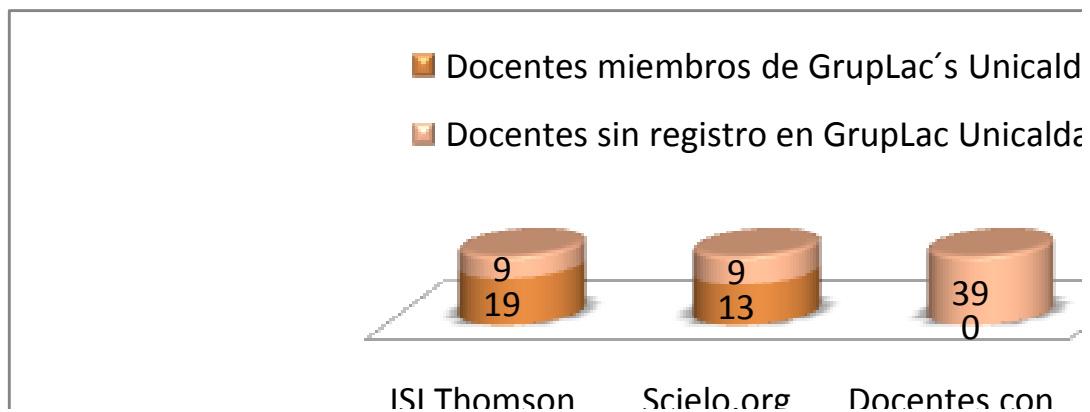 Docentes miembros de GrupLac´s Unicald
Docentes sin registro en GrupLac Unicalda
9 9 39
19 13 0
ISI Thomson Scielo.org Docentes con